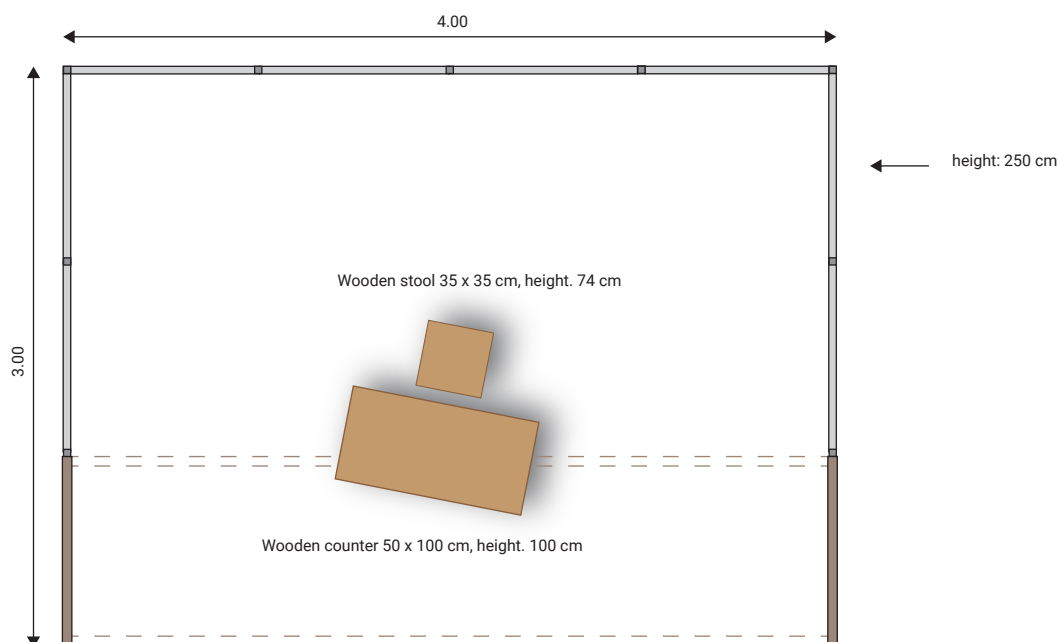 4.00
height: 250 cm
Wooden stool 35 x 35 cm, height. 74 cm
3.00
Wooden counter 50 x 100 cm, height. 100 cm